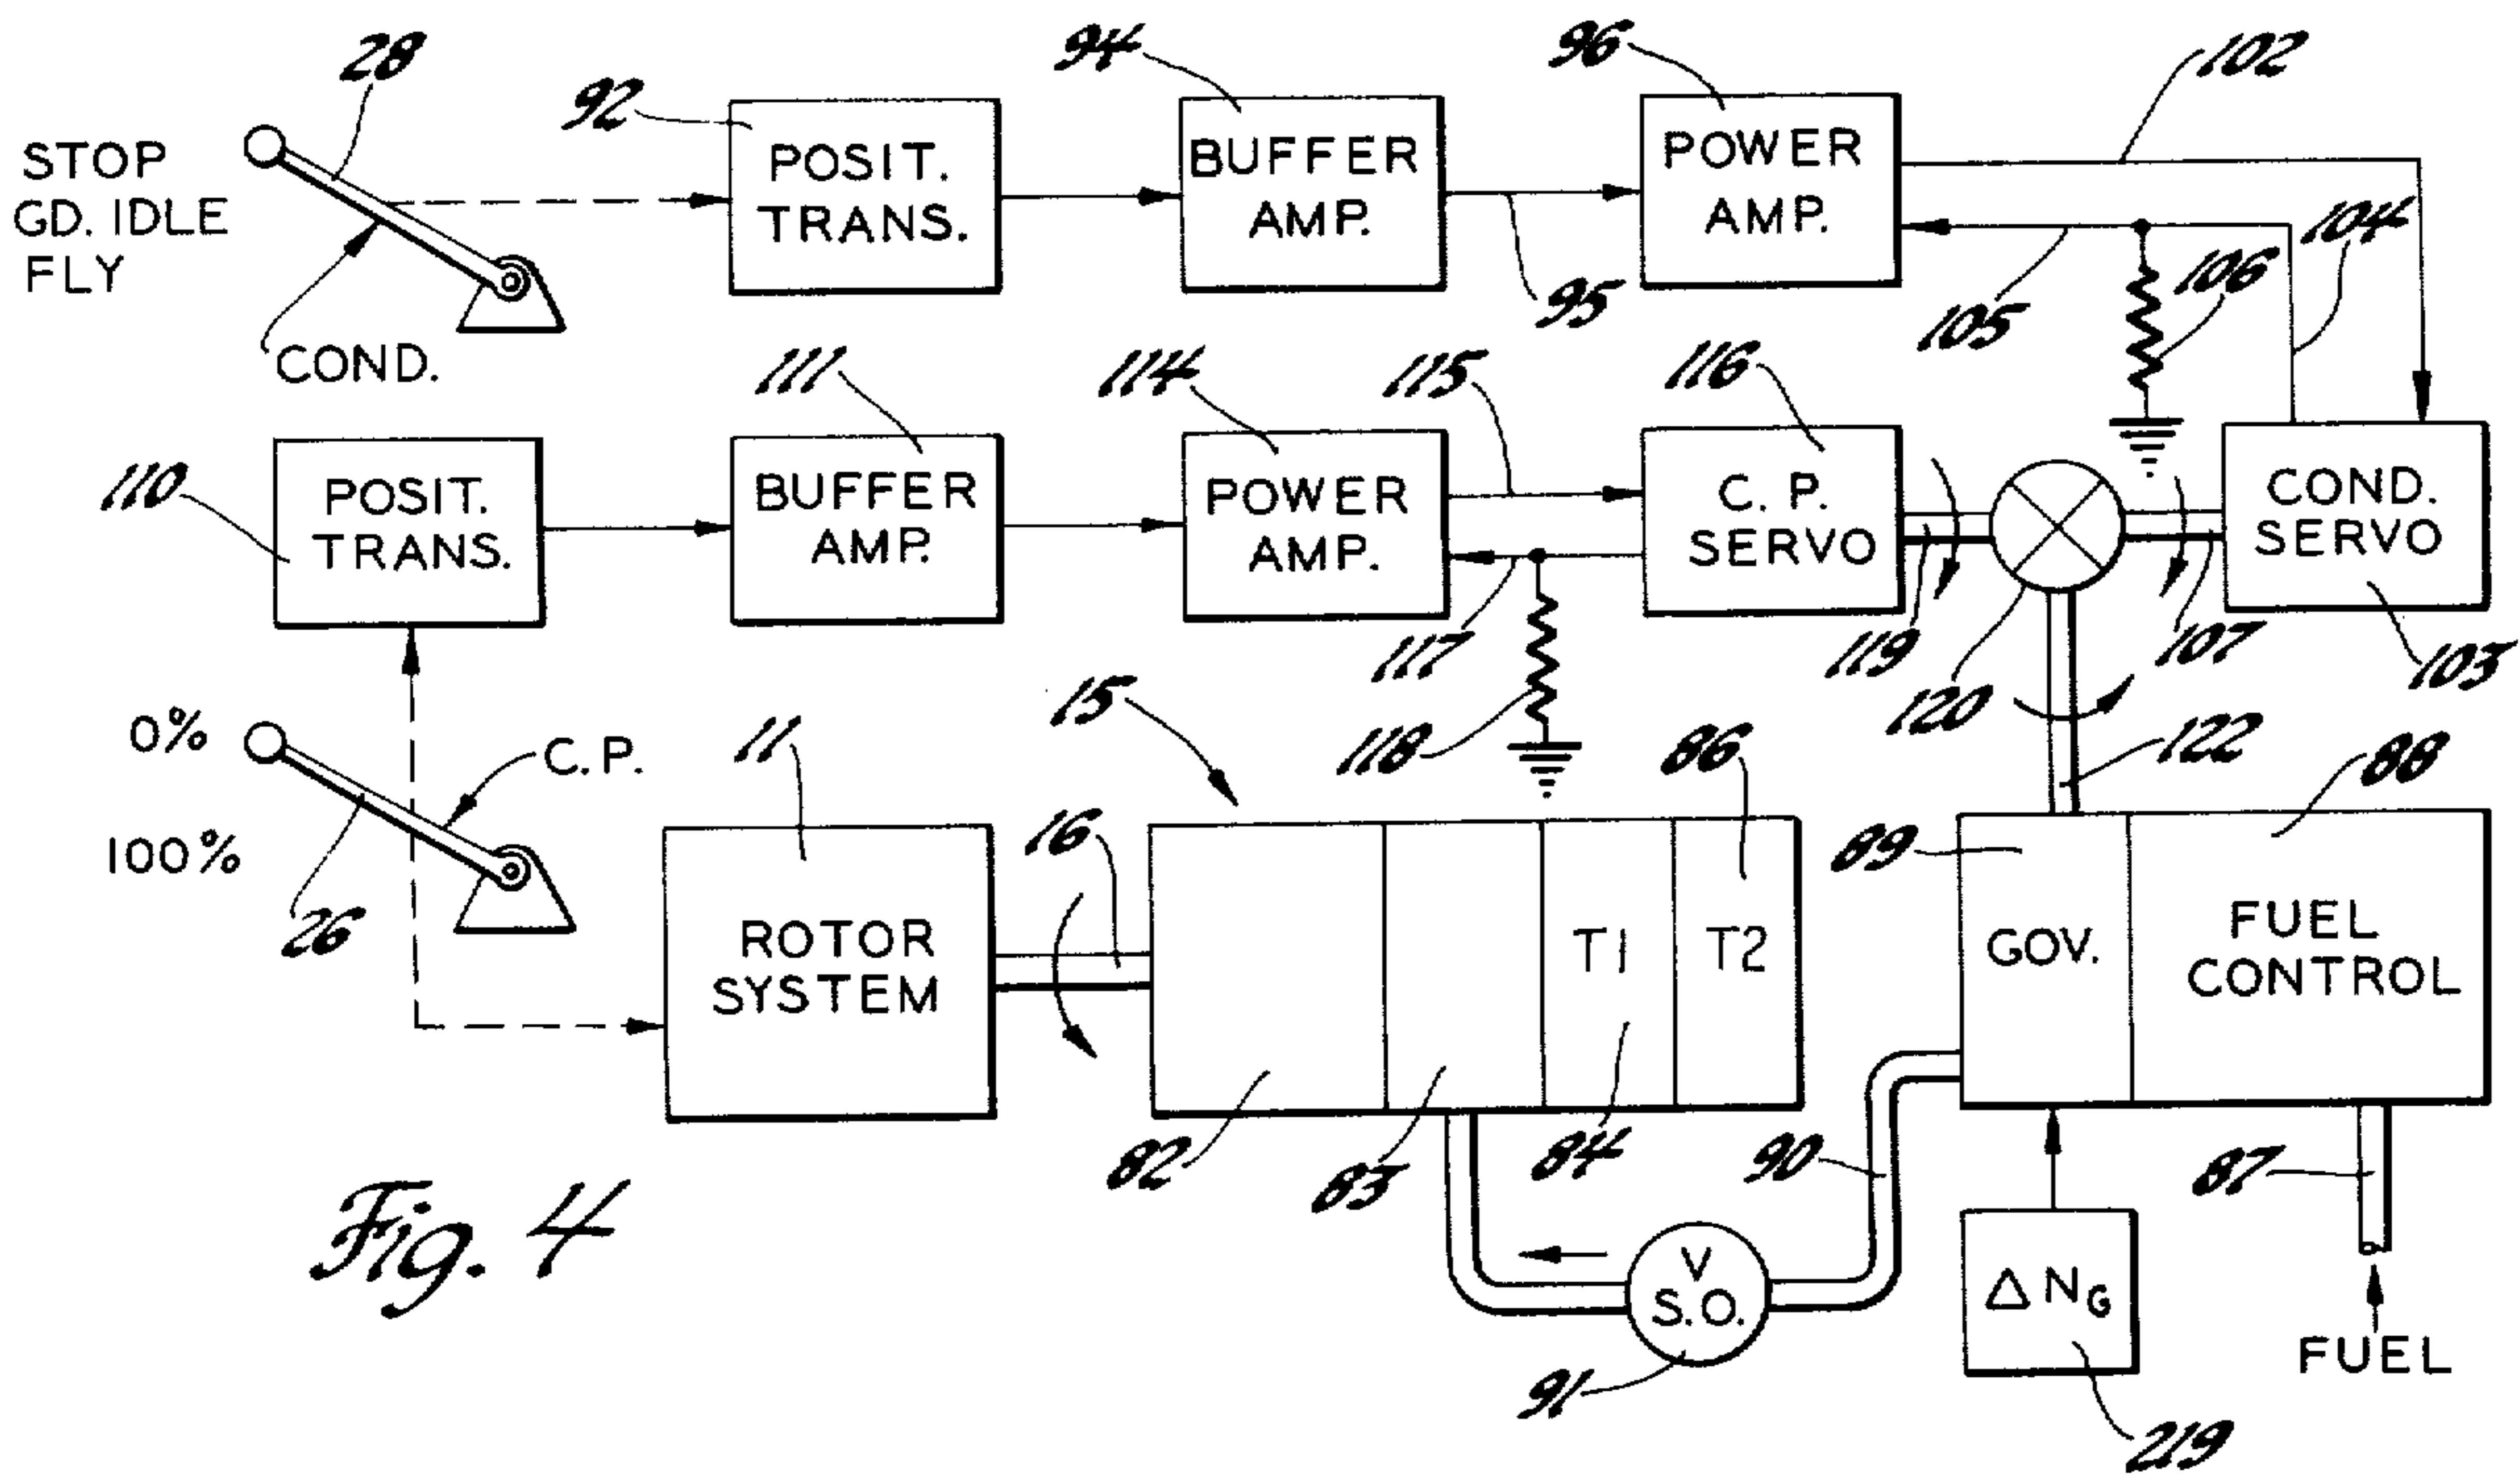 28
92
94
96
102
STOP
GD. IDLE
FLY
POSIT.
TRANS.
BUFFER
AMP.
POWER
AMP.
95
105
106
104
COND.
110
111
114
115
116
POSIT.
TRANS.
BUFFER
AMP.
POWER
AMP.
C. P.
SERVO
COND.
SERVO
117
118
119
120
107
103
122
0%
100%
C. P.
26
11
16
15
86
89
88
ROTOR
SYSTEM
T1
T2
GOV.
FUEL
CONTROL
82
83
84
90
87
V
S.O.
91
Δ NG
219
FUEL
Fig. 4